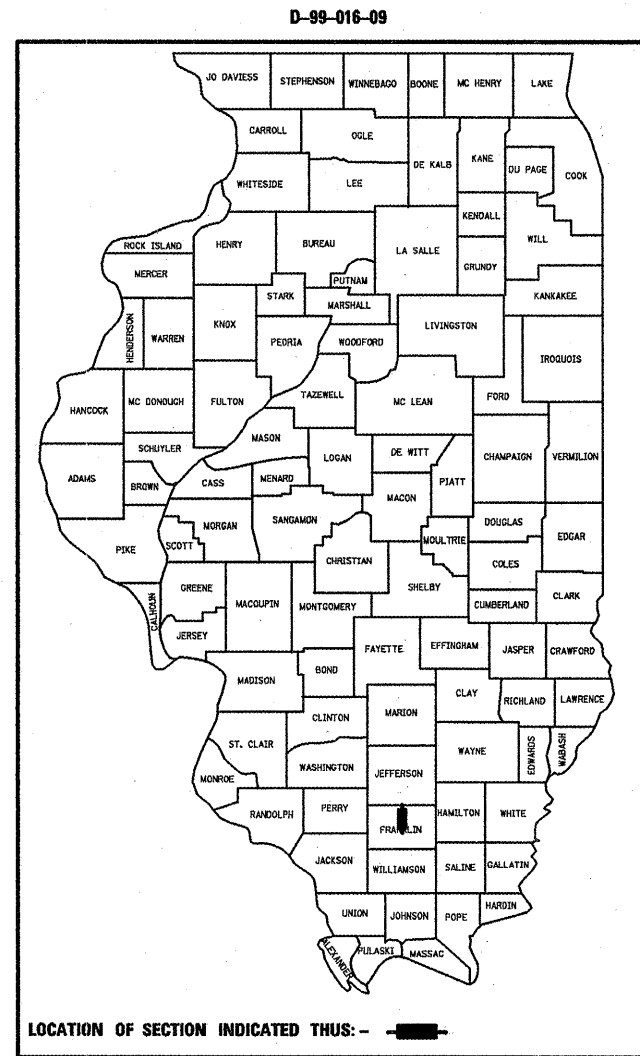 D-99-016-09
JO DAVIESS STEPHENSON WINNEBAGO BOONE MC HENRY LAKE
CARROLL OGLE
DE KALB KANE DU PAGE COOK
WHITESIDE LEE
KENDALL
ROCK ISLAND HENRY BUREAU LA SALLE WILL
GRUNDY
MERCER PUTNAM
STARK MARSHALL KANKAKEE
HENDERSON WARREN KNOX LIVINGSTON
PEORIA WOODFORD IROQUOIS
HANCOCK MC DONOUGH FULTON TAZEWELL MC LEAN FORD
MASON
SCHUYLER LOGAN DE WITT CHAMPAIGN VERMILION
ADAMS BROWN CASS MENARD PIATT
MACON
PIKE SCOTT MORGAN SANGAMON MOULTRIE DOUGLAS EDGAR
CHRISTIAN COLES
CALHOUN GREENE MACOUPIN MONTGOMERY SHELBY CUMBERLAND CLARK
JERSEY
FAYETTE EFFINGHAM JASPER CRAWFORD
MADISON BOND
CLAY RICHLAND LAWRENCE
CLINTON MARION
ST. CLAIR WAYNE EDWARDS WABASH
MONROE WASHINGTON JEFFERSON
RANDOLPH PERRY FRANKLIN HAMILTON WHITE
JACKSON WILLIAMSON SALINE GALLATIN
UNION JOHNSON POPE HARDIN
ALEXANDER PULASKI MASSAC
LOCATION OF SECTION INDICATED THUS: -